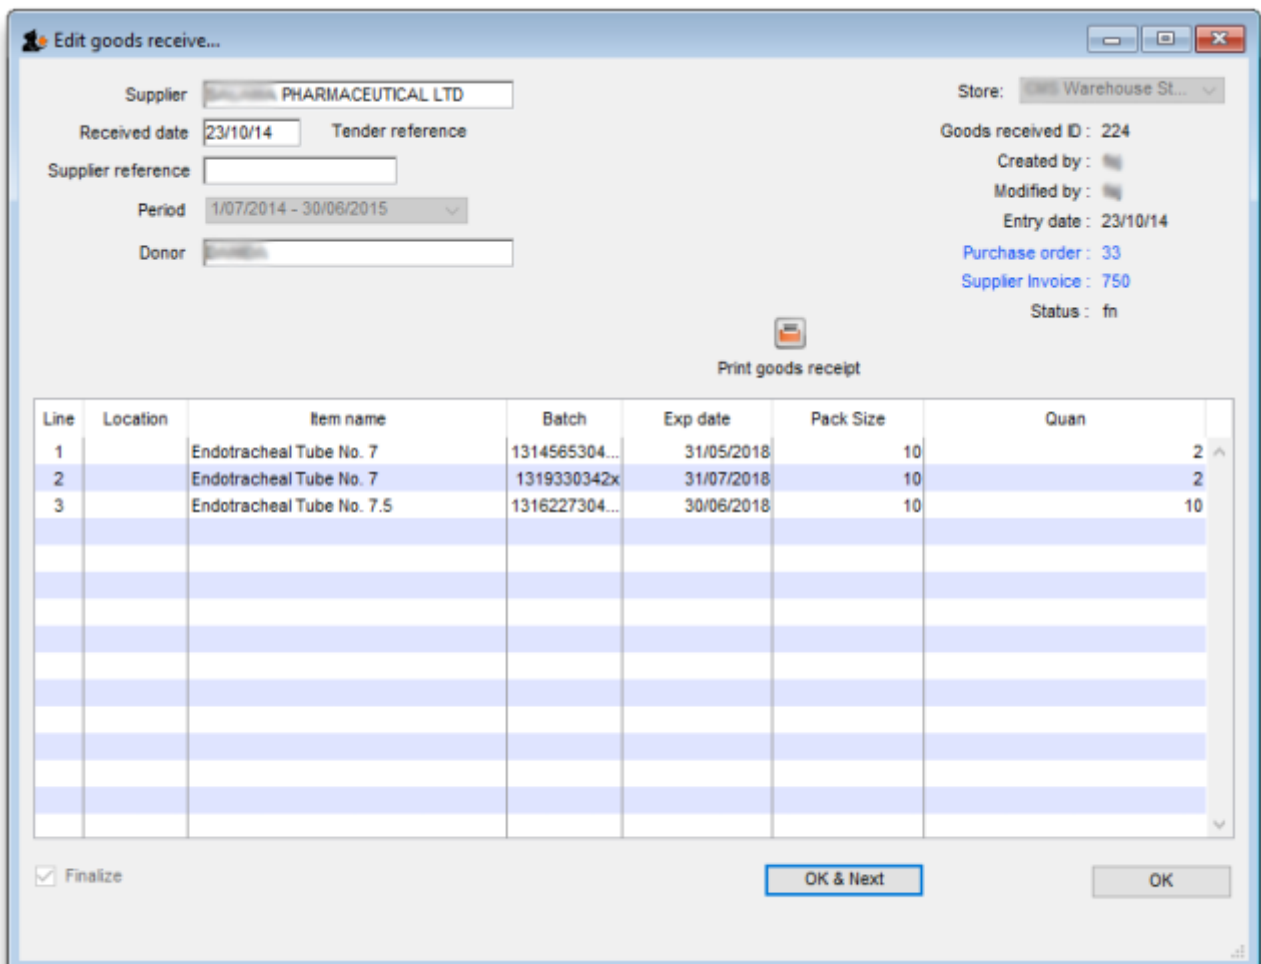 Edit goods receive...
Supplier PHARMACEUTICAL LTD
Store: Warehouse St...
Received date 23/10/14 Tender reference
Goods received ID : 224
Supplier reference
Created by :
Modified by :
Period 1/07/2014 - 30/06/2015
Entry date : 23/10/14
Donor
Purchase order : 33
Supplier Invoice : 750
Status : fn
Print goods receipt
Line Location Item name Batch Exp date Pack Size Quan
1 Endotracheal Tube No. 7 1314565304... 31/05/2018 10 2
2 Endotracheal Tube No. 7 1319330342x 31/07/2018 10 2
3 Endotracheal Tube No. 7.5 1316227304... 30/06/2018 10 10
Finalize OK & Next OK